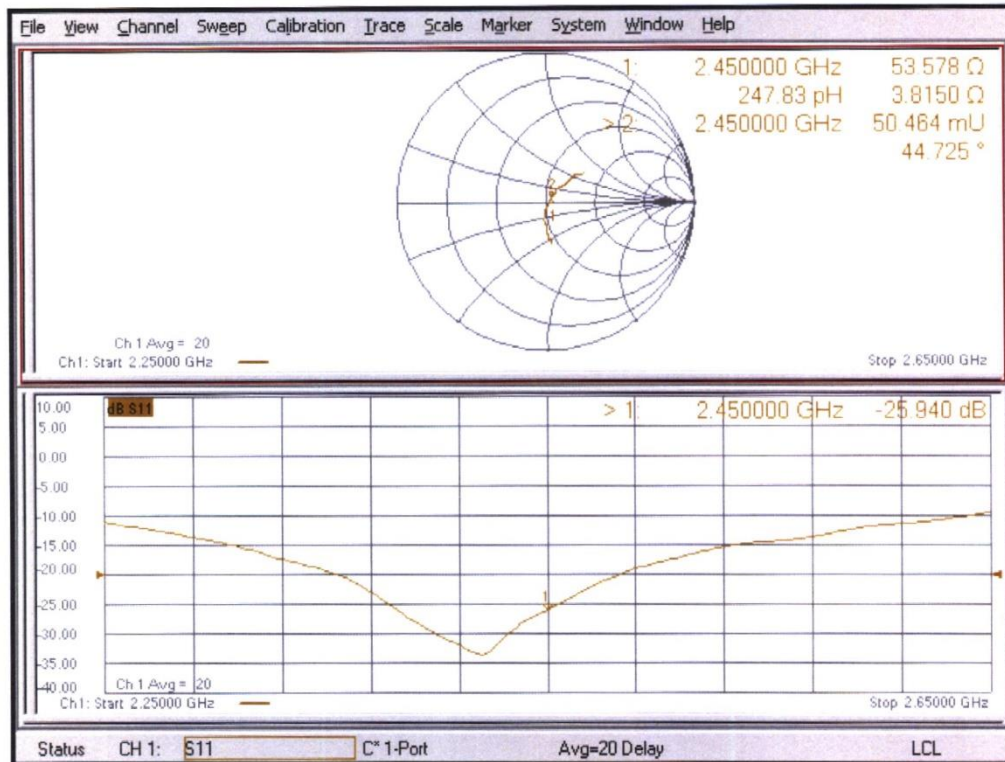 File View Channel Sweep Calibration Trace Scale Marker System Window Help
1: 2.450000 GHz 53.578 Ω
247.83 pH 3.8150 Ω
> 2: 2.450000 GHz 50.464 mU
44.725 °
2
1
Ch 1 Avg = 20
Ch1: Start 2.25000 GHz
Stop 2.65000 GHz
dB S11
> 1: 2.450000 GHz -25.940 dB
10.00
5.00
0.00
-5.00
-10.00
-15.00
-20.00
-25.00
-30.00
-35.00
-40.00
1
Ch 1 Avg = 20
Ch1: Start 2.25000 GHz
Stop 2.65000 GHz
Status CH 1: S11 C* 1-Port Avg=20 Delay LCL